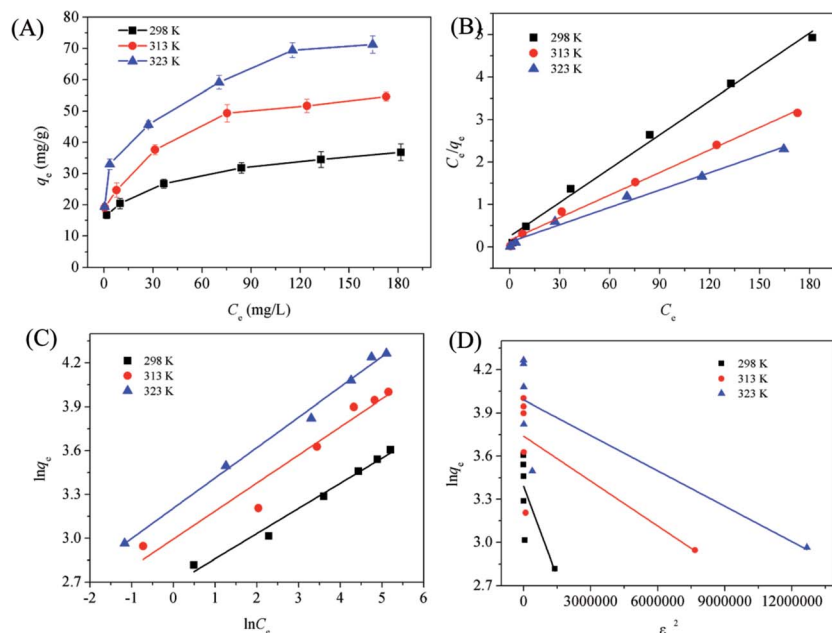 (A)
298 K
313 K
323 K
80
70
60
50
40
30
20
10
0
qe (mg/g)
0 30 60 90 120 150 180
Ce (mg/L)
(B)
298 K
313 K
323 K
5
4
3
2
1
0
Ce/qe
0 30 60 90 120 150 180
Ce
(C)
298 K
313 K
323 K
4.2
3.9
3.6
3.3
3.0
2.7
lnqe
-2 -1 0 1 2 3 4 5 6
lnCe
(D)
298 K
313 K
323 K
4.2
3.9
3.6
3.3
3.0
2.7
lnqe
0 3000000 6000000 9000000 12000000
ε 2